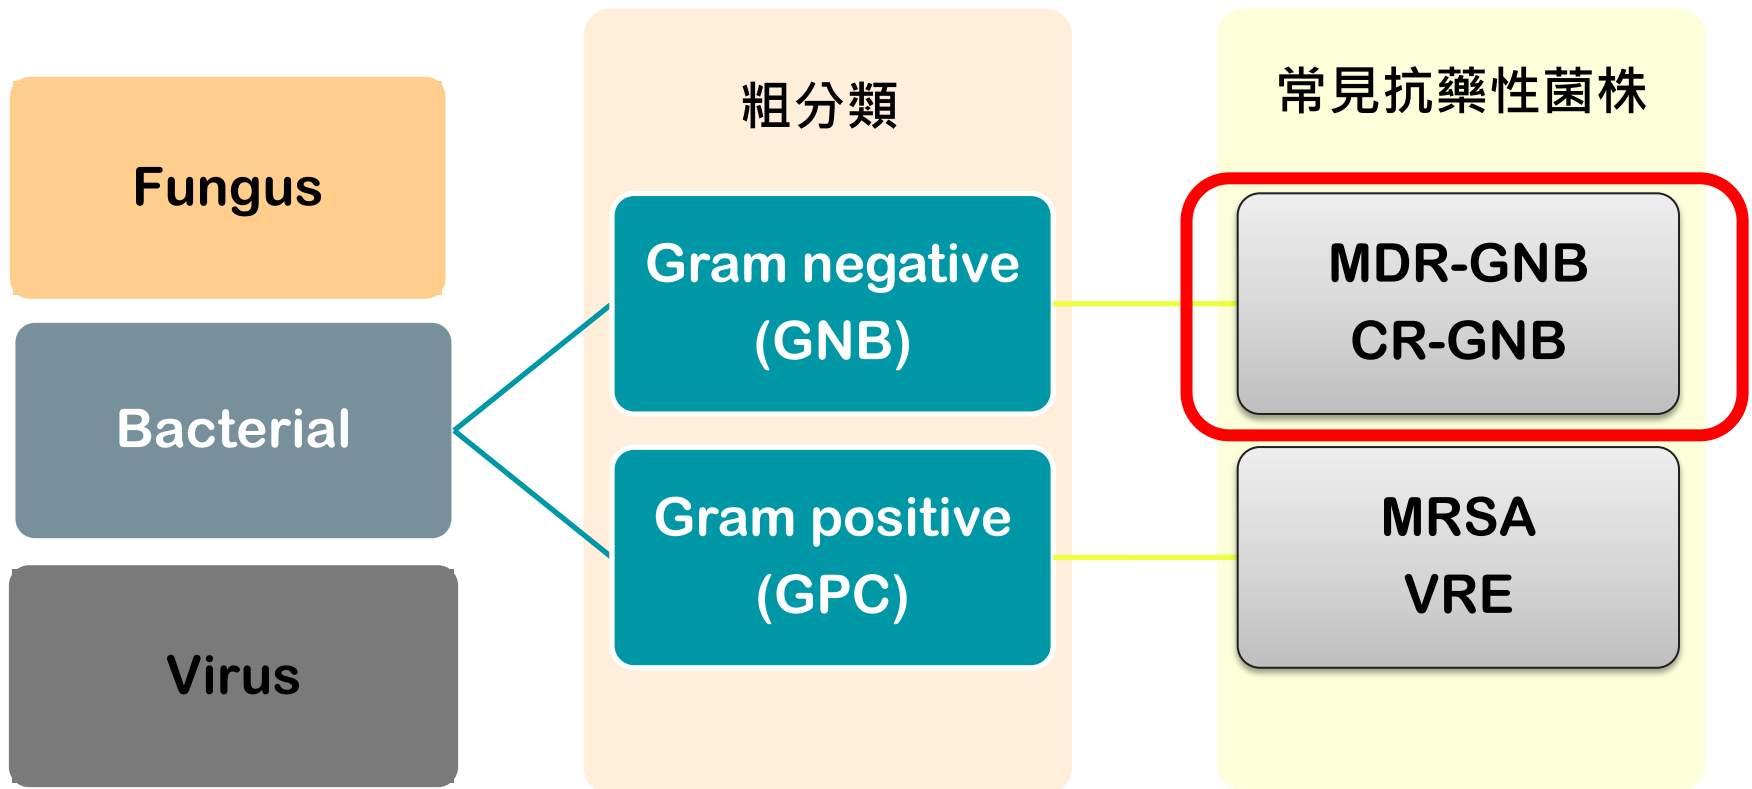 Fungus
Bacterial
Virus
粗分類
Gram negative
(GNB)
Gram positive
(GPC)
常見抗藥性菌株
MDR-GNB
CR-GNB
MRSA
VRE